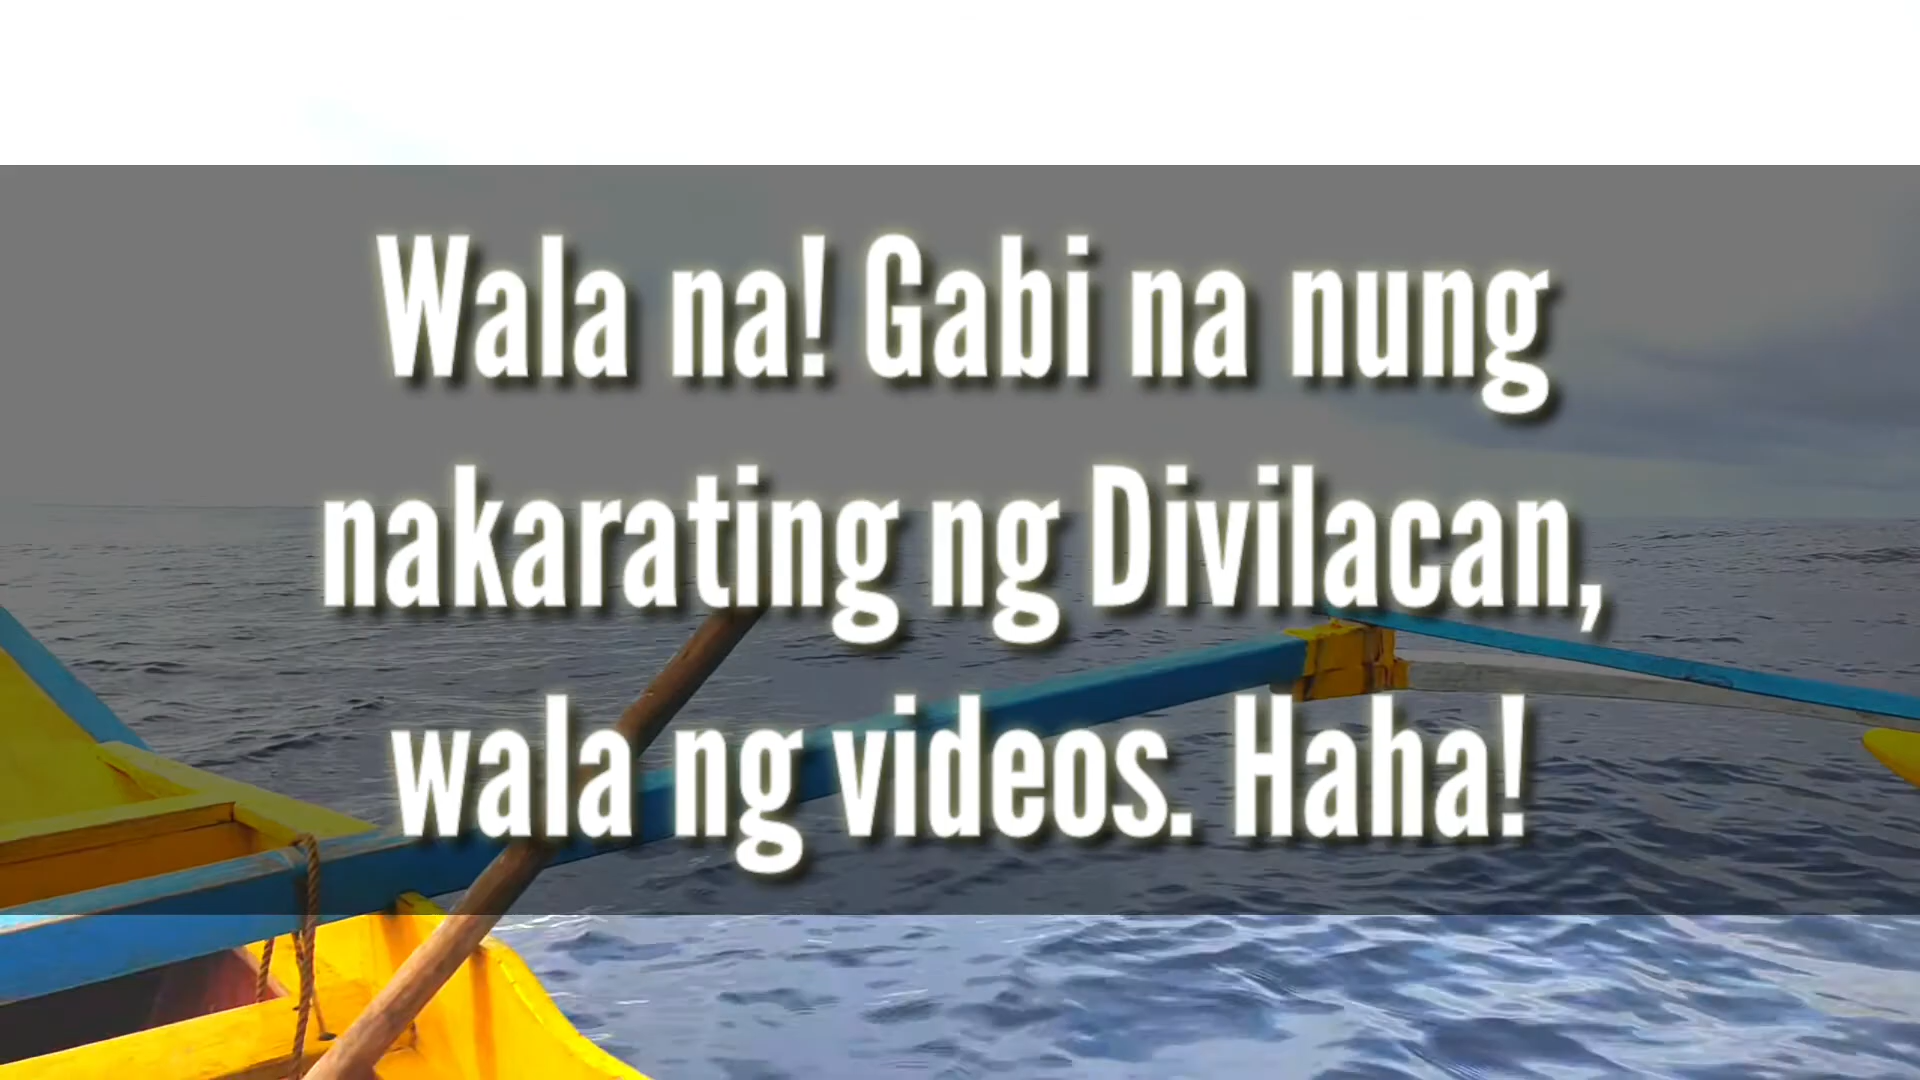 Wala na! Gabi na nung
nakarating ng Divilacan,
wala ng videos. Haha!